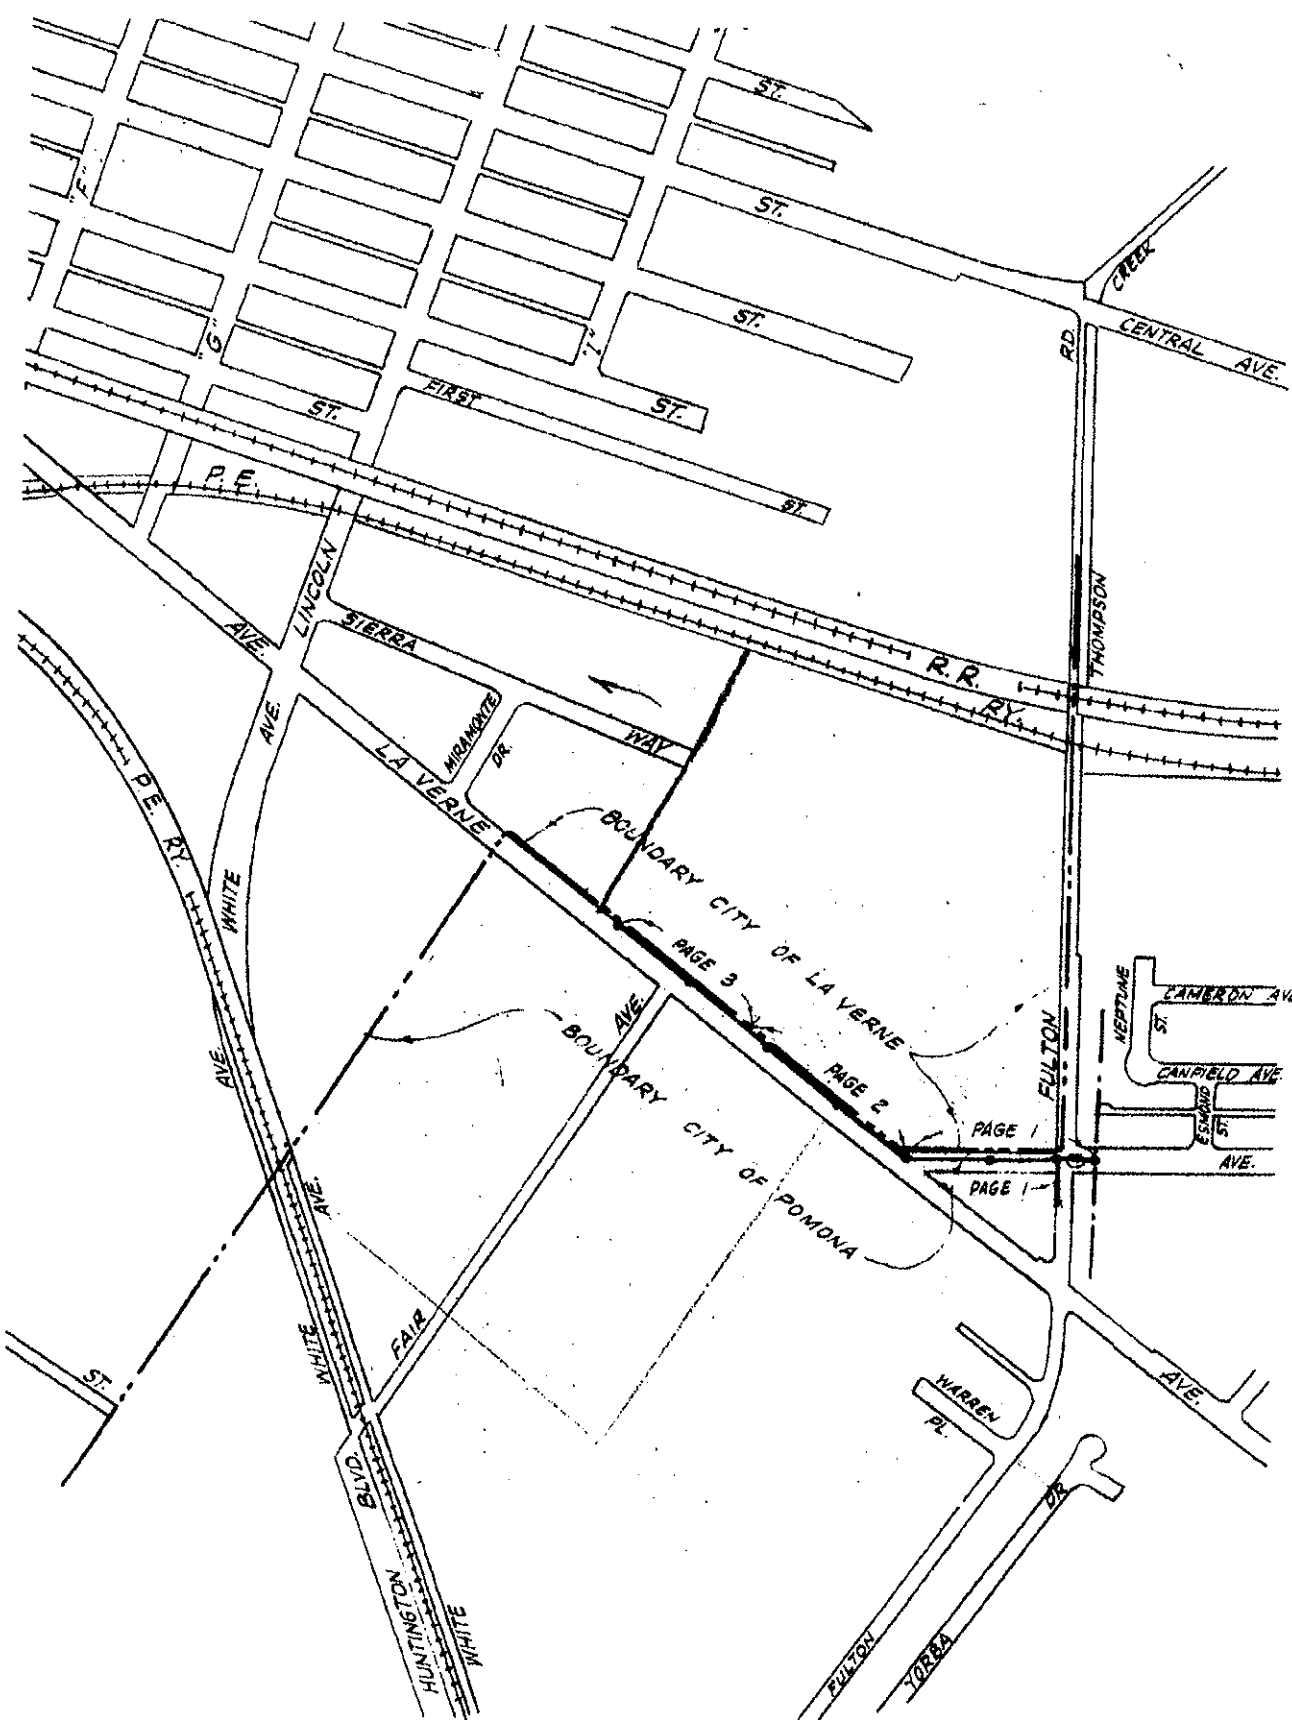 ST.
ST.
"F"
CREEK
"G"
ST.
"I"
RD.
CENTRAL AVE.
FIRST
ST.
ST.
ST.
P. E.
LINCOLN
AVE.
SIERRA
THOMPSON
R. R.
RY.
AVE.
MIRAMONTE
DR.
WAY
LA VERNE
P. E. RY.
BOUNDARY CITY OF LA VERNE
WHITE
PAGE 3
NEPTUNE
CAMERON AVE
ST.
AVE.
AVE.
BOUNDARY CITY OF POMONA
FULTON
CANFIELD AVE.
PAGE 2
ESMOND
ST.
PAGE 1
AVE.
PAGE 1
AVE.
WHITE
FAIR
ST.
WARREN
PL.
AVE.
BLVD.
DR
HUNTINGTON
WHITE
FULTON
YORBA